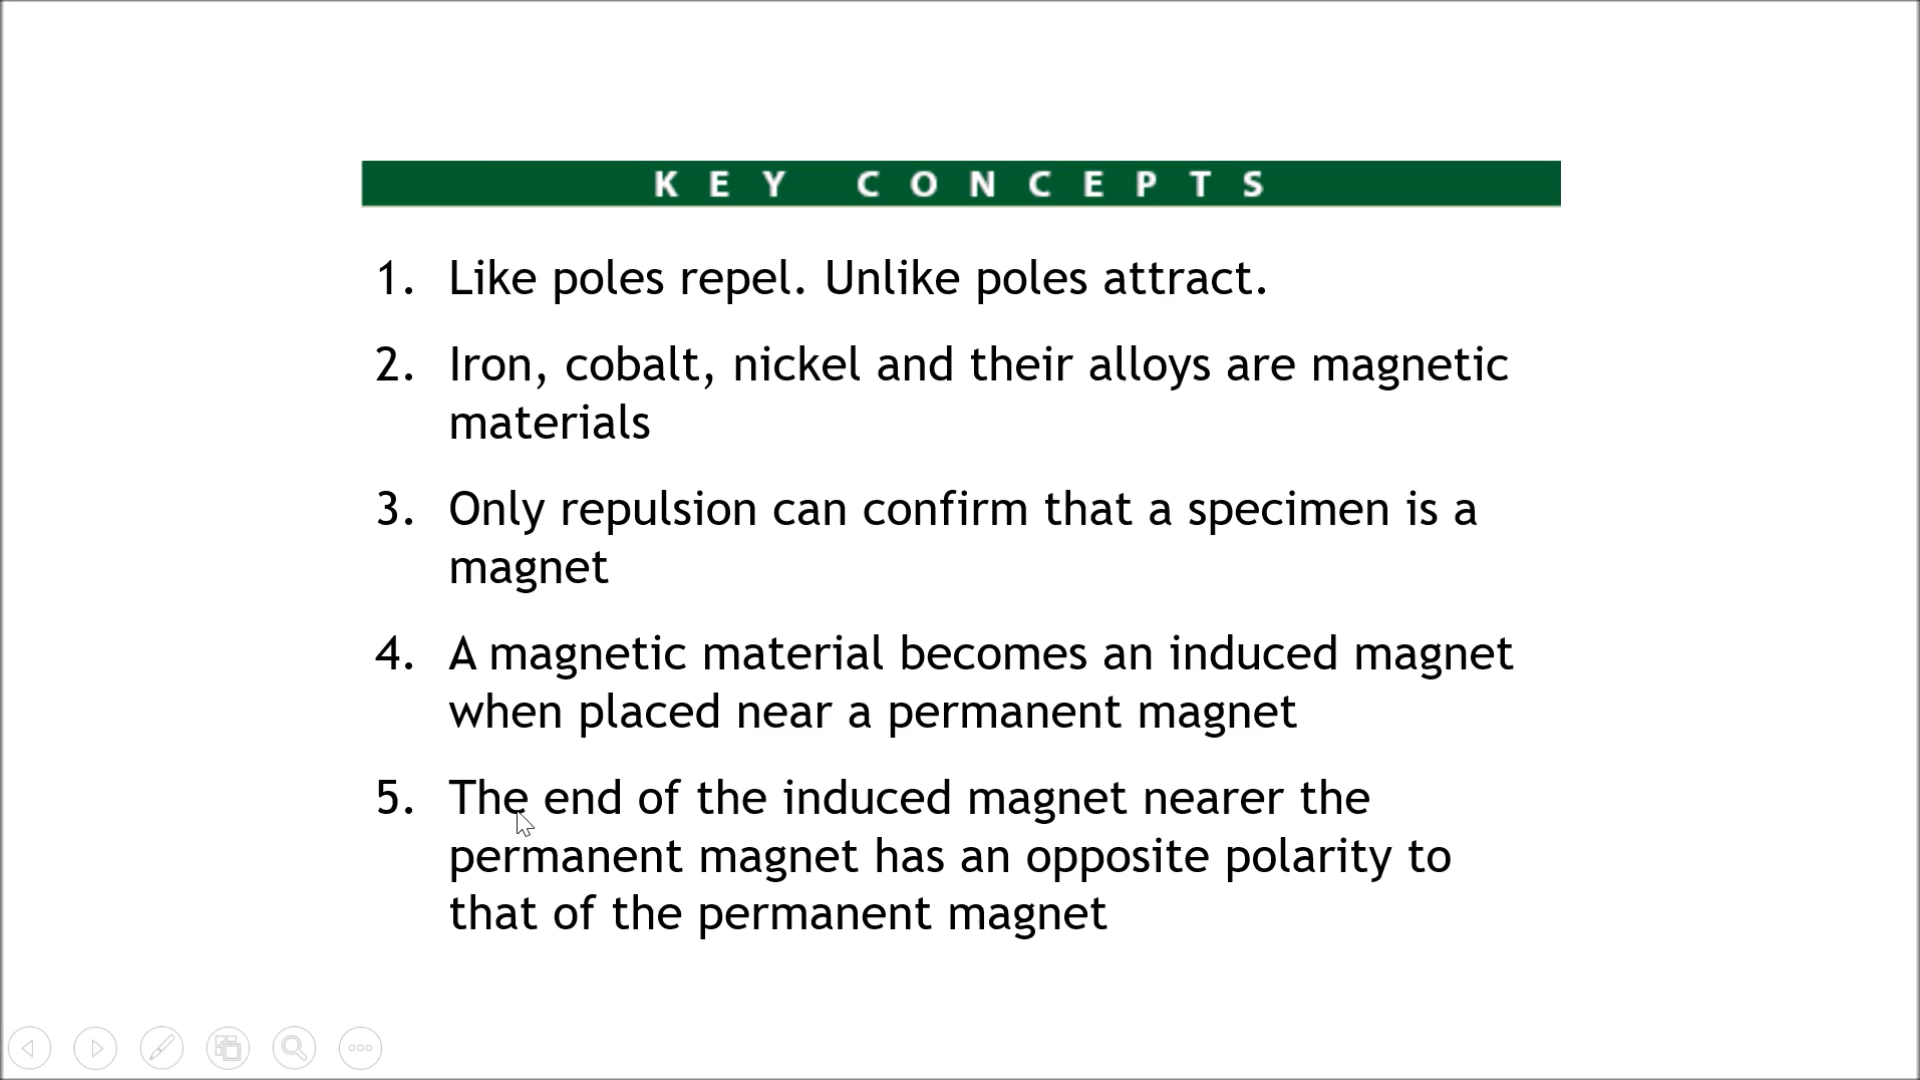 KEY CONCEPTS
1. Like poles repel. Unlike poles attract.
2. Iron, cobalt, nickel and their alloys are magnetic
materials
3. Only repulsion can confirm that a specimen is a
magnet
4. A magnetic material becomes an induced magnet
when placed near a permanent magnet
5. The end of the induced magnet nearer the
permanent magnet has an opposite polarity to
that of the permanent magnet